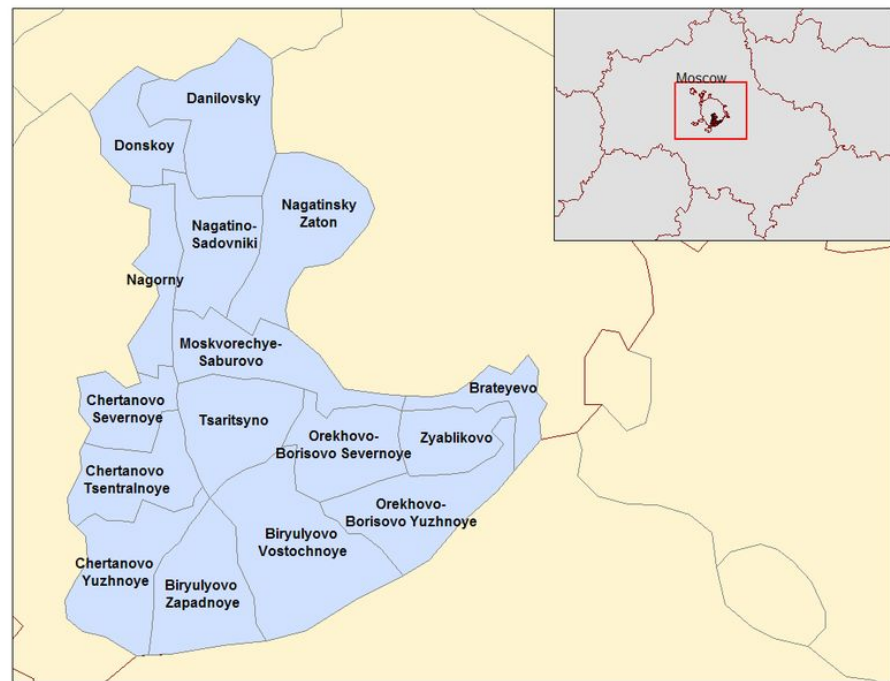 Moscow
Danilovsky
Donskoy
Nagatinsky
Zaton
Nagatino-
Sadovniki
Nagorny
Moskvorechye-
Saburovo
Brateyevo
Chertanovo
Severnoye
Tsaritsyno
Orekhovo-
Borisovo Severnoye
Zyablikovo
Chertanovo
Tsentralnoye
Orekhovo-
Borisovo Yuzhnoye
Biryulyovo
Vostochnoye
Chertanovo
Yuzhnoye
Biryulyovo
Zapadnoye